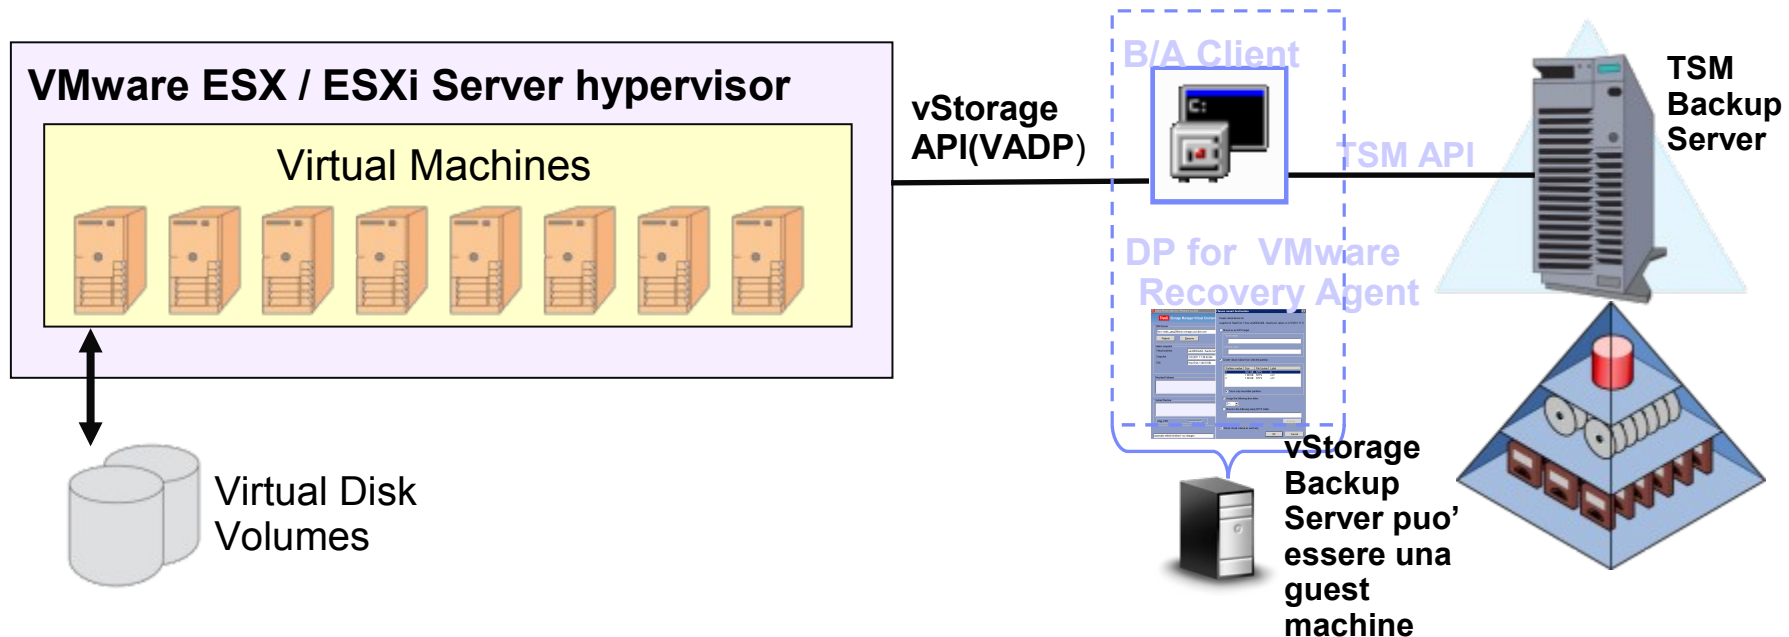 VMware ESX / ESXi Server hypervisor
Virtual Machines
Virtual Disk
Volumes
vStorage
API(VADP)
B/A Client
C:
TSM API
DP for VMware
Recovery Agent
vStorage
Backup
Server puo’
essere una
guest
machine
TSM
Backup
Server